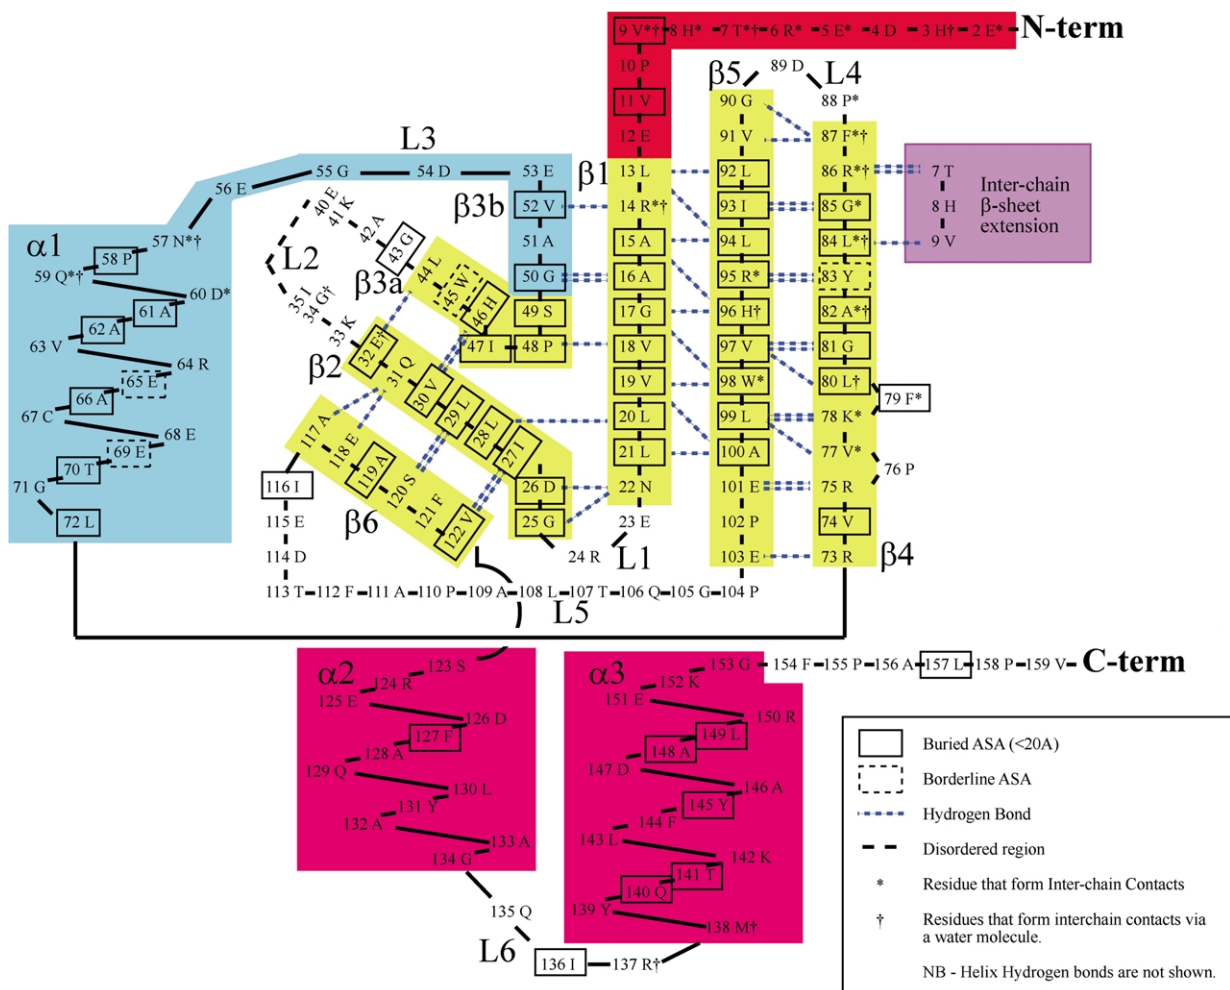 9 V*† 8 H* 7 T*† 6 R* 5 E* 4 D 3 H† 2 E* N-term
10 P
11 V
12 E
β1
13 L
14 R*†
15 A
16 A
17 G
18 V
19 V
20 L
21 L
22 N
23 E
24 R
L1
25 G
26 D
27 I
28 L
29 L
30 V
31 Q
32 E†
β2
33 K
34 G†
35 I
L2
40 E
41 K
42 A
43 G
β3a
44 L
45 W
46 H
47 I
48 P
49 S
50 G
51 A
52 V
β3b
53 E
54 D
55 G
L3
56 E
α1
57 N*†
58 P
59 Q*†
60 D*
61 A
62 A
63 V
64 R
65 E
66 A
67 C
68 E
69 E
70 T
71 G
72 L
73 R
β4
74 V
75 R
76 P
77 V*
78 K*
79 F*
80 L†
81 G
82 A*†
83 Y
84 L*†
85 G*
86 R*†
87 F*†
88 P*
L4
89 D
β5
90 G
91 V
92 L
93 I
94 L
95 R*
96 H†
97 V
98 W*
99 L
100 A
101 E
102 P
103 E
7 T
8 H
9 V
Inter-chain
β-sheet
extension
113 T 112 F 111 A 110 P 109 A 108 L 107 T 106 Q 105 G 104 P
L5
114 D
115 E
116 I
117 A
118 E
119 A
120 S
121 F
122 V
β6
α2
123 S
124 R
125 E
126 D
127 F
128 A
129 Q
130 L
131 Y
132 A
133 A
134 G
135 Q
L6
136 I
137 R†
α3
138 M†
139 Y
140 Q
141 T
142 K
143 L
144 F
145 Y
146 A
147 D
148 A
149 L
150 R
151 E
152 K
153 G 154 F 155 P 156 A 157 L 158 P 159 V C-term
Buried ASA (<20A)
Borderline ASA
Hydrogen Bond
Disordered region
* Residue that form Inter-chain Contacts
† Residues that form interchain contacts via
a water molecule.
NB - Helix Hydrogen bonds are not shown.